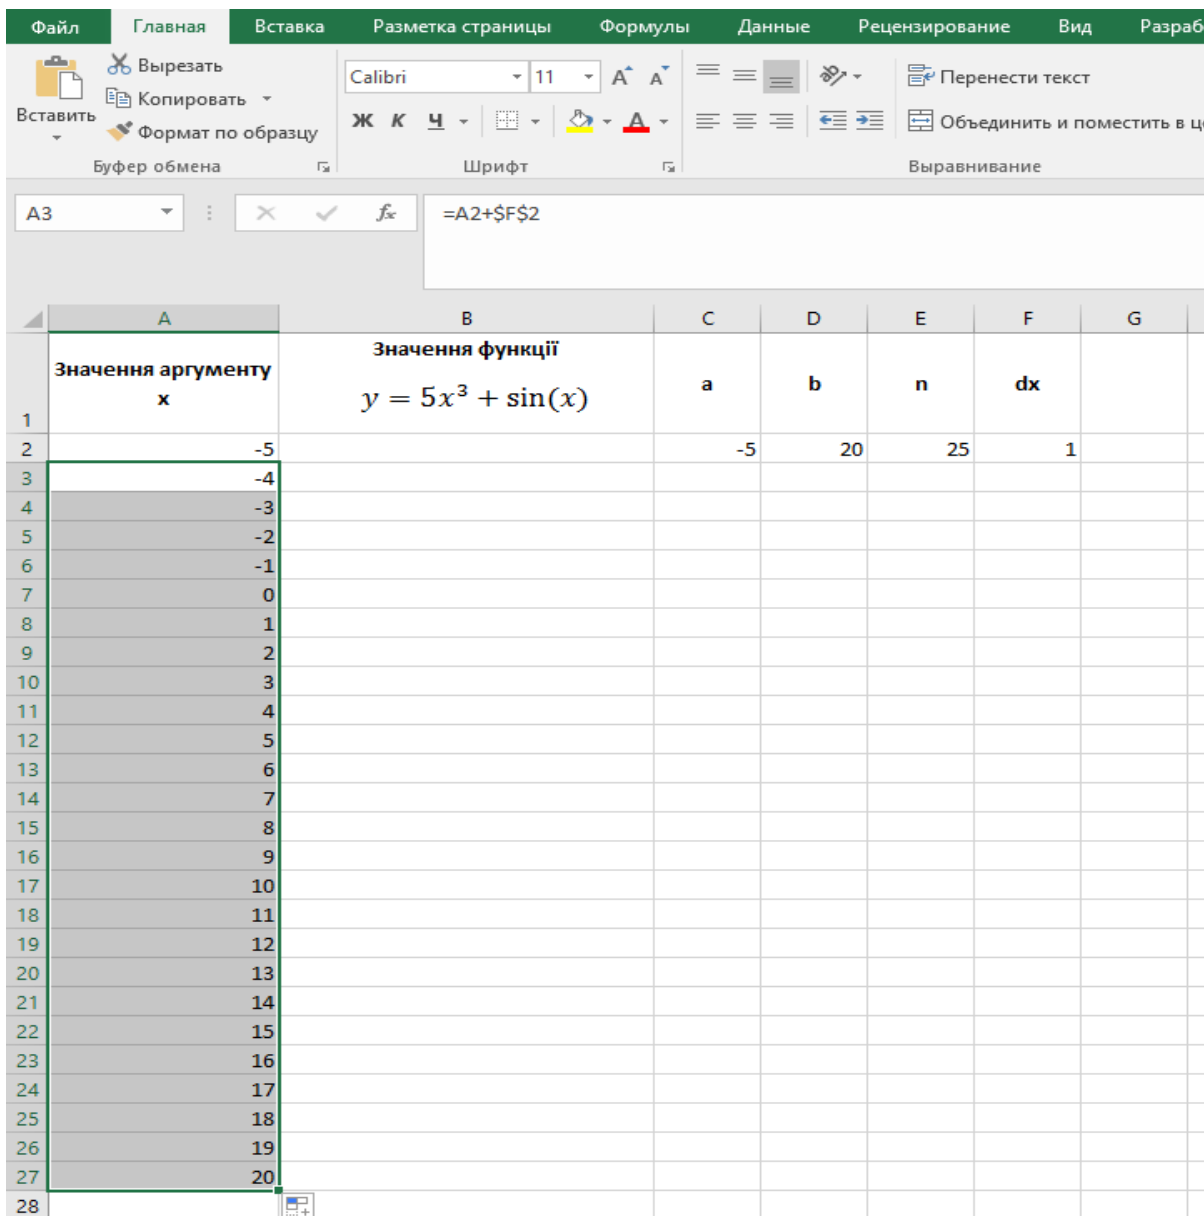 Файл Главная Вставка Разметка страницы Формулы Данные Рецензирование Вид Разраб
Вставить
Вырезать
Копировать
Формат по образцу
Буфер обмена
Calibri 11 A A
Ж К Ч А
Шрифт
Перенести текст
Объединить и поместить в це
Выравнивание
A3 fx =A2+$F$2
A B C D E F G
1 Значення аргументу
x
Значення функції
y = 5x³ + sin(x)
a b n dx
2 -5 -5 20 25 1
3 -4
4 -3
5 -2
6 -1
7 0
8 1
9 2
10 3
11 4
12 5
13 6
14 7
15 8
16 9
17 10
18 11
19 12
20 13
21 14
22 15
23 16
24 17
25 18
26 19
27 20
28